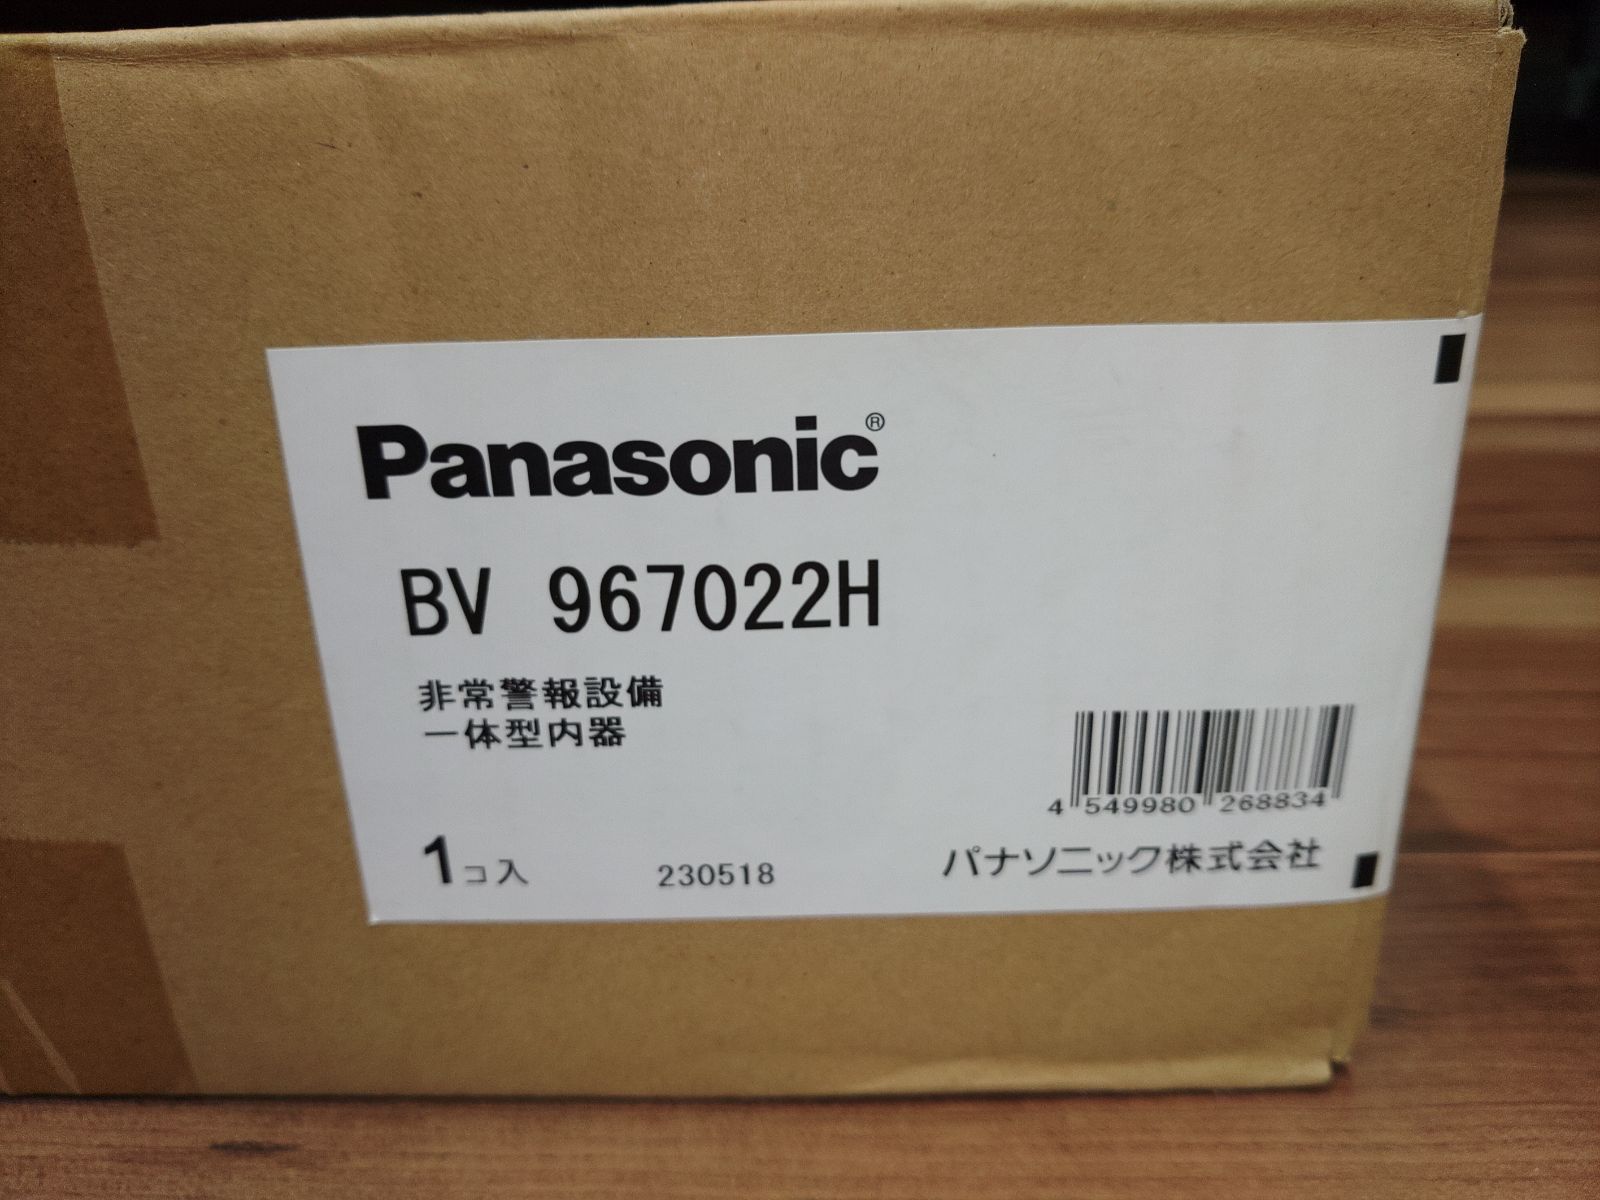 Panasonic®
BV 967022H
非常警報設備
一体型内器
4 549980 268834
1コ入 230518 パナソニック株式会社